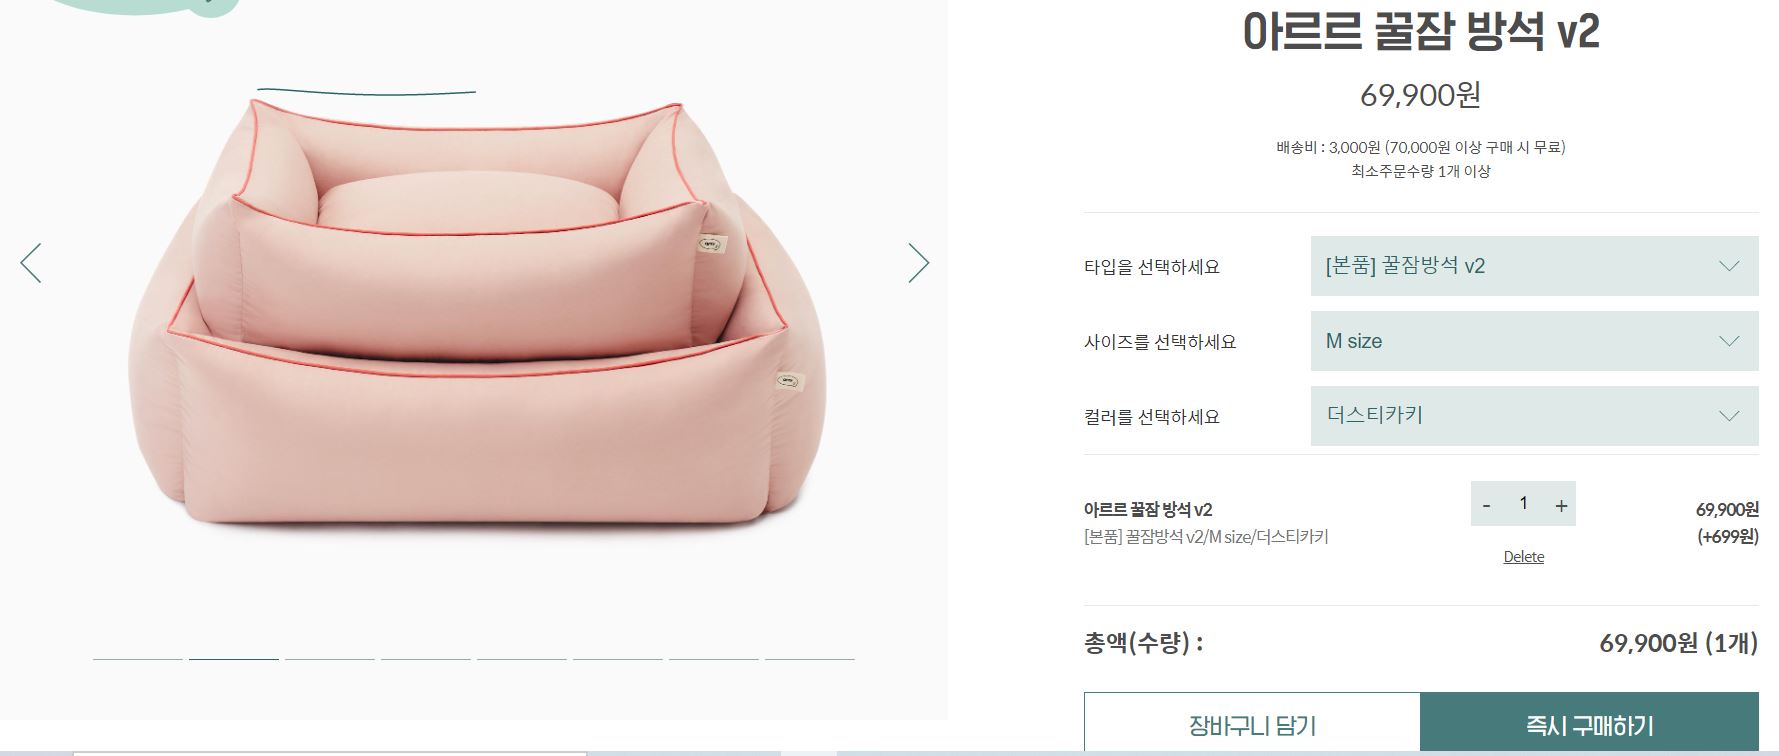 아르르 꿀잠 방석 v2
69,900원
배송비 : 3,000원 (70,000원 이상 구매 시 무료)
최소주문수량 1개 이상
타입을 선택하세요
[본품] 꿀잠방석 v2
사이즈를 선택하세요
M size
컬러를 선택하세요
더스티카키
아르르 꿀잠 방석 v2
[본품] 꿀잠방석 v2/M size/더스티카키
- 1 +
Delete
69,900원
(+699원)
총액(수량) :
69,900원 (1개)
장바구니 담기
즉시 구매하기